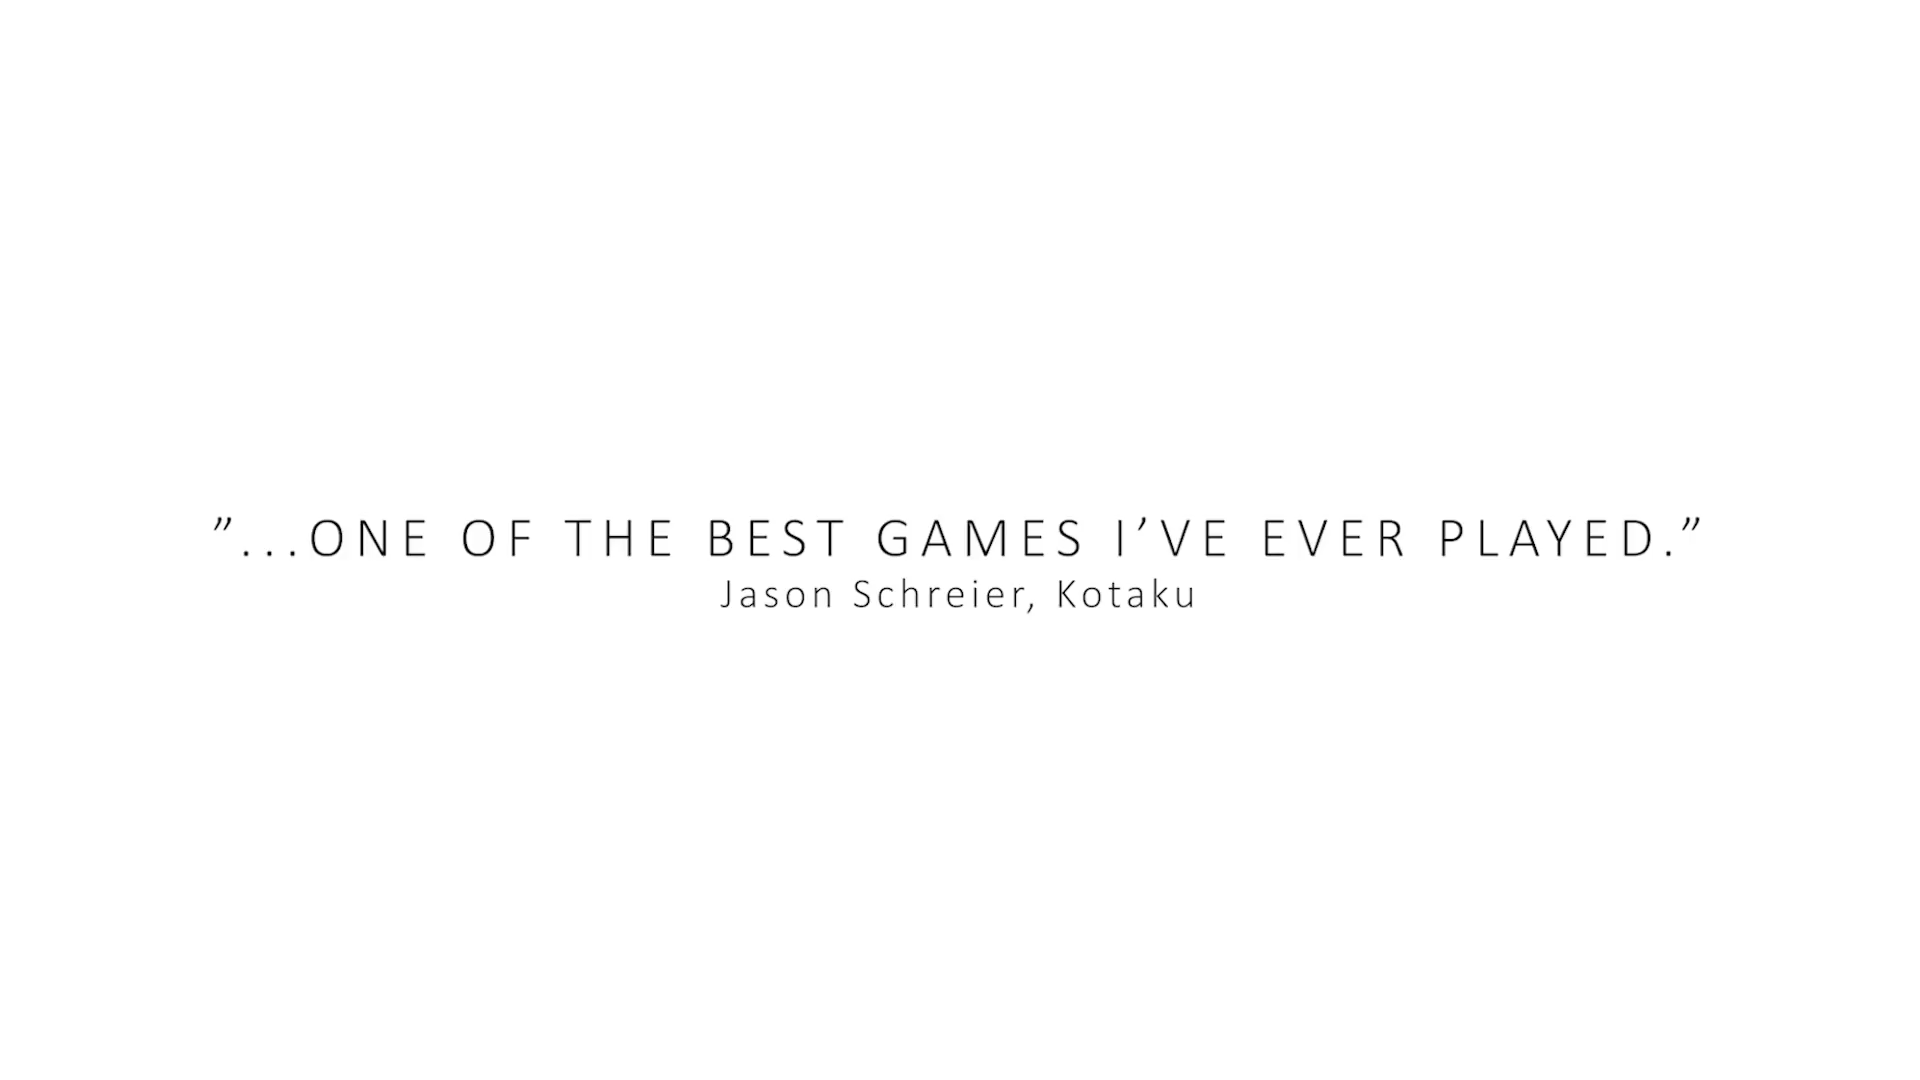 ”...ONE OF THE BEST GAMES I’VE EVER PLAYED.”
Jason Schreier, Kotaku